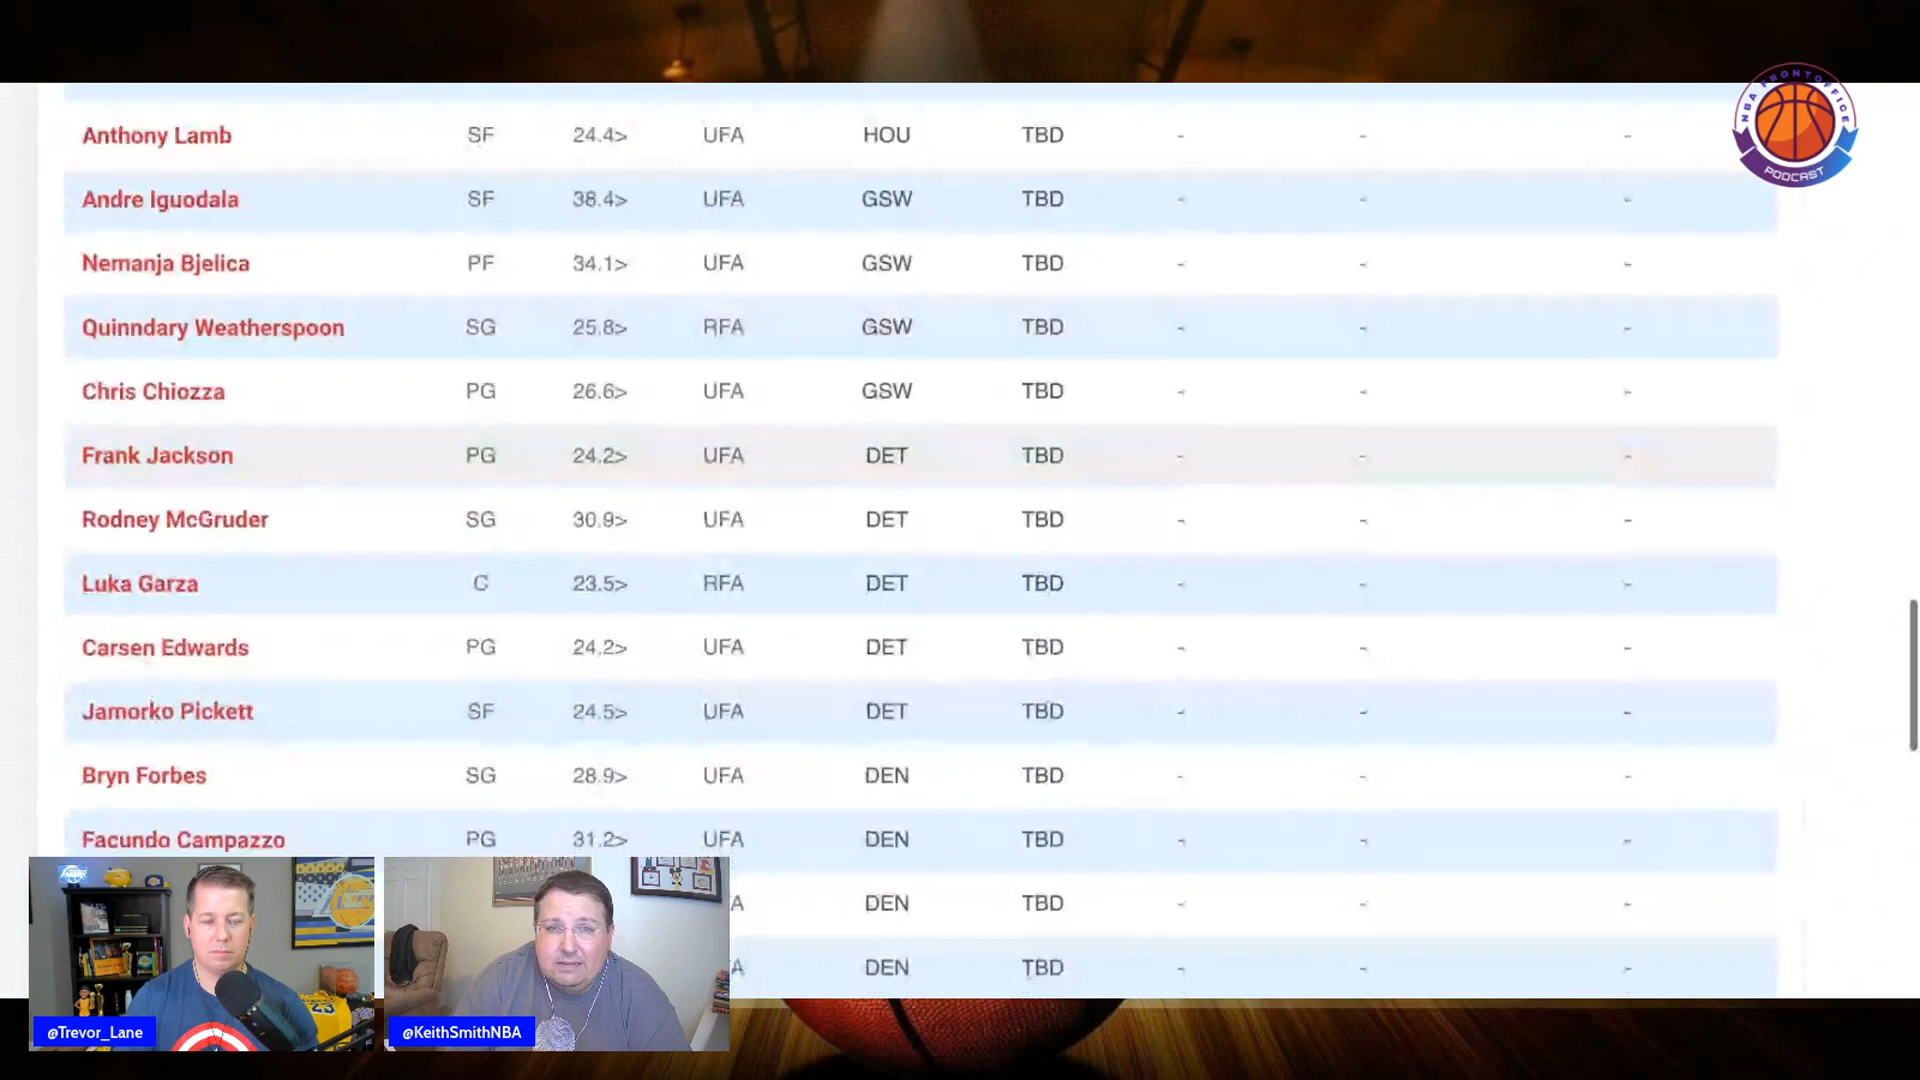 NBA FRONT OFFICE
PODCAST
Anthony Lamb SF 24.4> UFA HOU TBD - - -
Andre Iguodala SF 38.4> UFA GSW TBD - - -
Nemanja Bjelica PF 34.1> UFA GSW TBD - - -
Quinndary Weatherspoon SG 25.8> RFA GSW TBD - - -
Chris Chiozza PG 26.6> UFA GSW TBD - - -
Frank Jackson PG 24.2> UFA DET TBD - - -
Rodney McGruder SG 30.9> UFA DET TBD - - -
Luka Garza C 23.5> RFA DET TBD - - -
Carsen Edwards PG 24.2> UFA DET TBD - - -
Jamorko Pickett SF 24.5> UFA DET TBD - - -
Bryn Forbes SG 28.9> UFA DEN TBD - - -
Facundo Campazzo PG 31.2> UFA DEN TBD - - -
A DEN TBD - - -
A DEN TBD - - -
23
@Trevor_Lane
@KeithSmithNBA